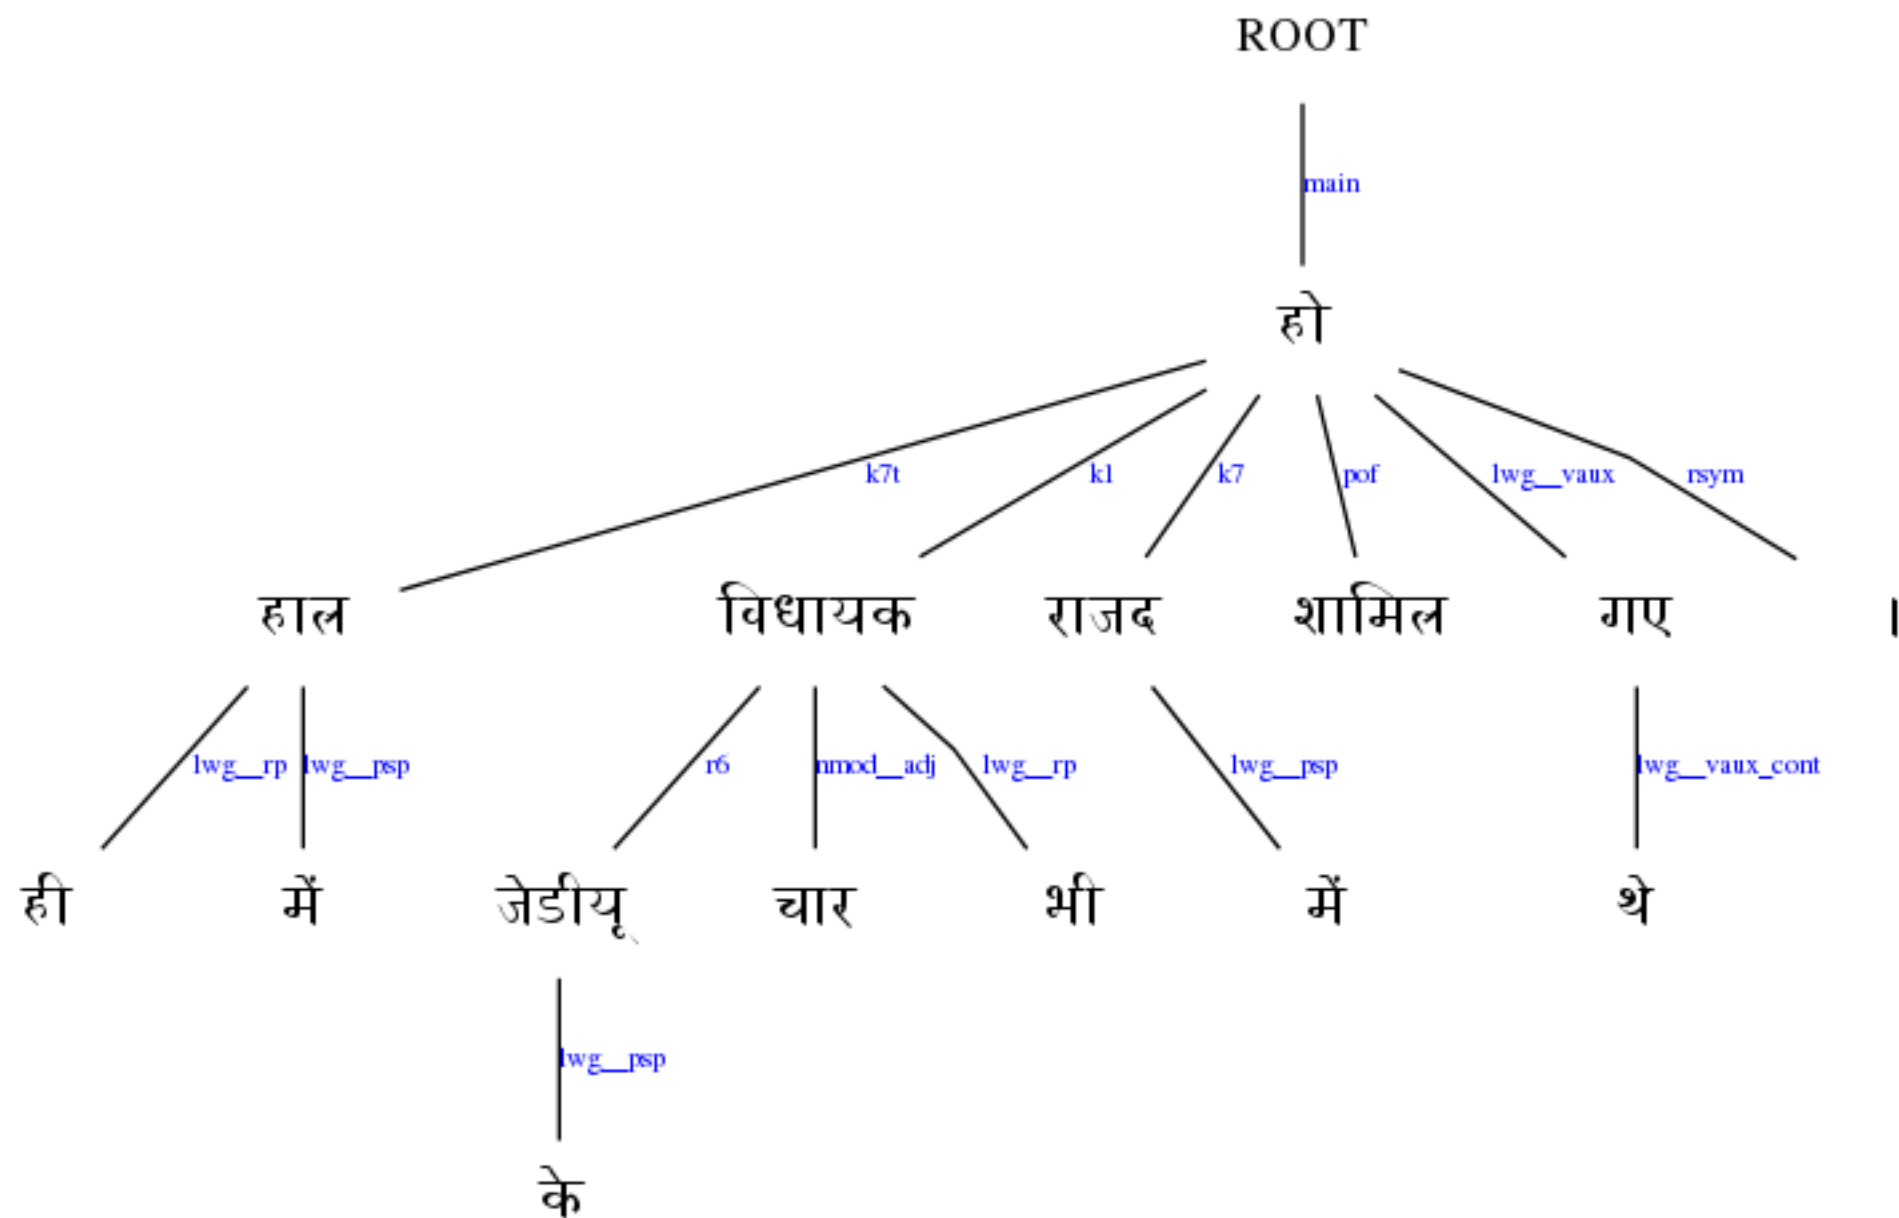 ROOT
main
हो
k7t k1 k7 pof lwg__vaux rsym
हाल विधायक राजद शामिल गए ।
lwg__rp lwg__psp r6 nmod__adj lwg__rp lwg__psp lwg__vaux_cont
ही में जेडीयू चार भी में थे
lwg__psp
के